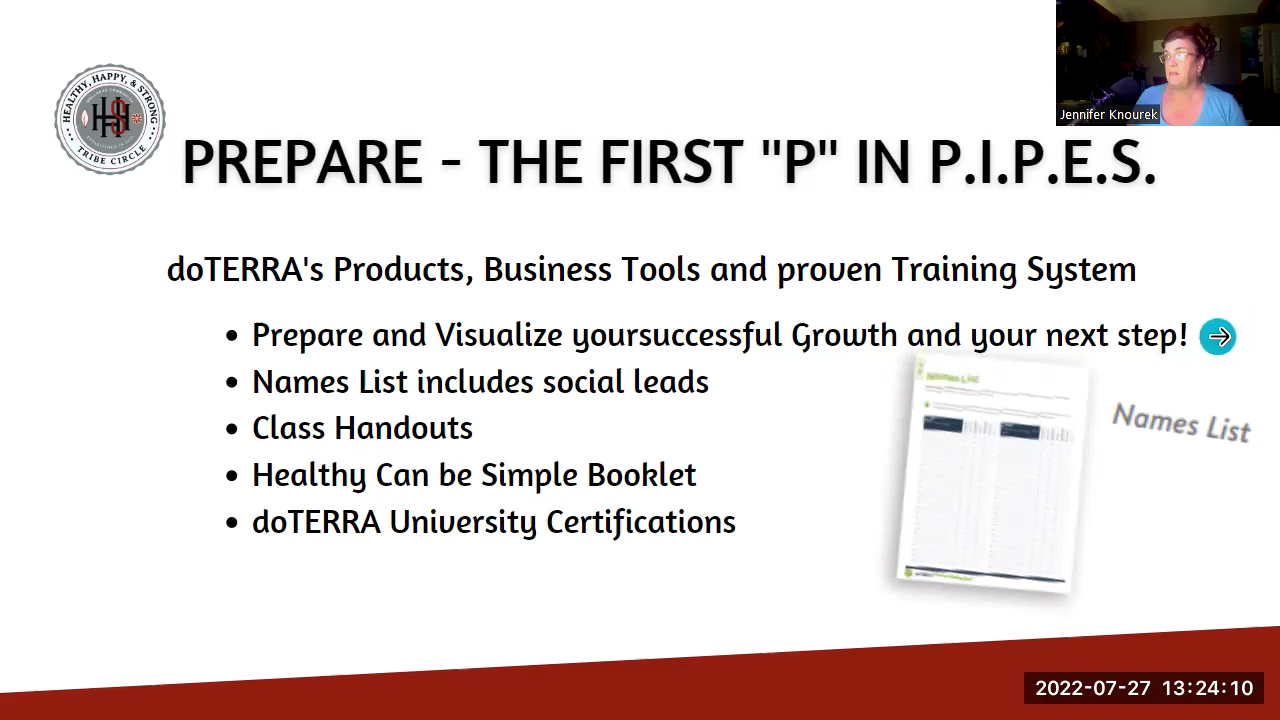 HEALTHY, HAPPY, & STRONG
HHS
TRIBE CIRCLE
Jennifer Knourek
PREPARE - THE FIRST "P" IN P.I.P.E.S.
doTERRA's Products, Business Tools and proven Training System
Prepare and Visualize yoursuccessful Growth and your next step!
Names List includes social leads
Class Handouts
Healthy Can be Simple Booklet
doTERRA University Certifications
Names List
Names List
2022-07-27 13:24:10